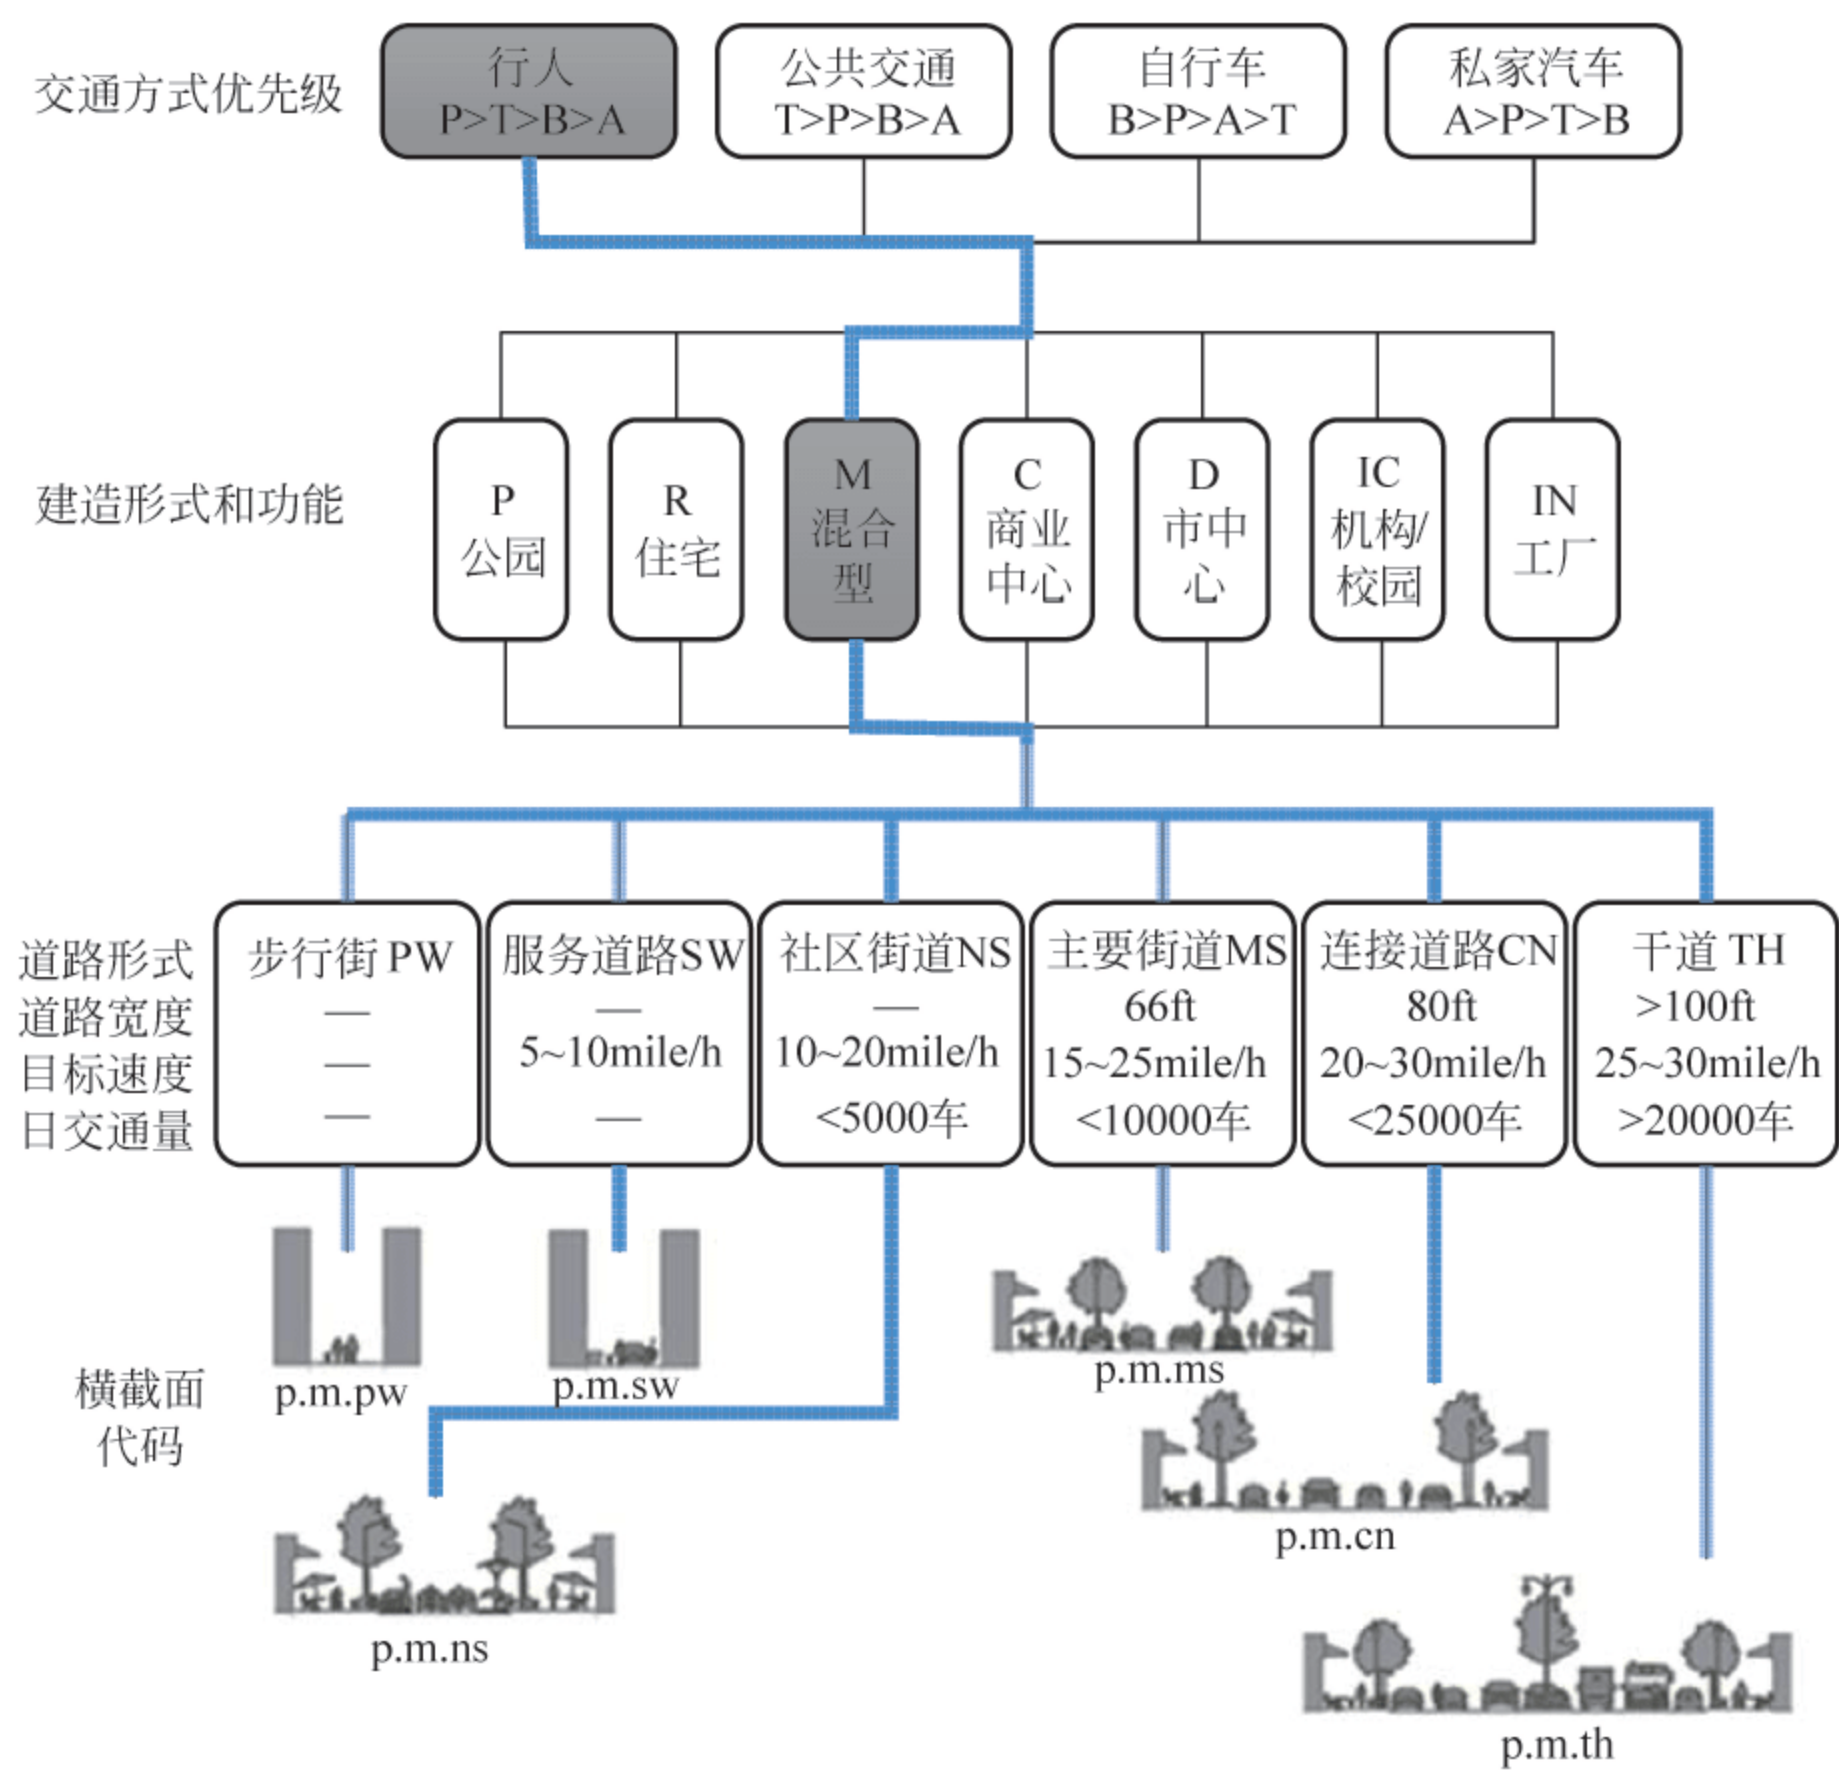 交通方式优先级
行人
P>T>B>A
公共交通
T>P>B>A
自行车
B>P>A>T
私家汽车
A>P>T>B
建造形式和功能
P
公园
R
住宅
M
混合
型
C
商业
中心
D
市中
心
IC
机构/
校园
IN
工厂
道路形式
道路宽度
目标速度
日交通量
步行街 PW
—
—
—
服务道路SW
—
5~10mile/h
—
社区街道NS
—
10~20mile/h
<5000车
主要街道MS
66ft
15~25mile/h
<10000车
连接道路CN
80ft
20~30mile/h
<25000车
干道 TH
>100ft
25~30mile/h
>20000车
横截面
代码
p.m.pw
p.m.sw
p.m.ms
p.m.cn
p.m.ns
p.m.th